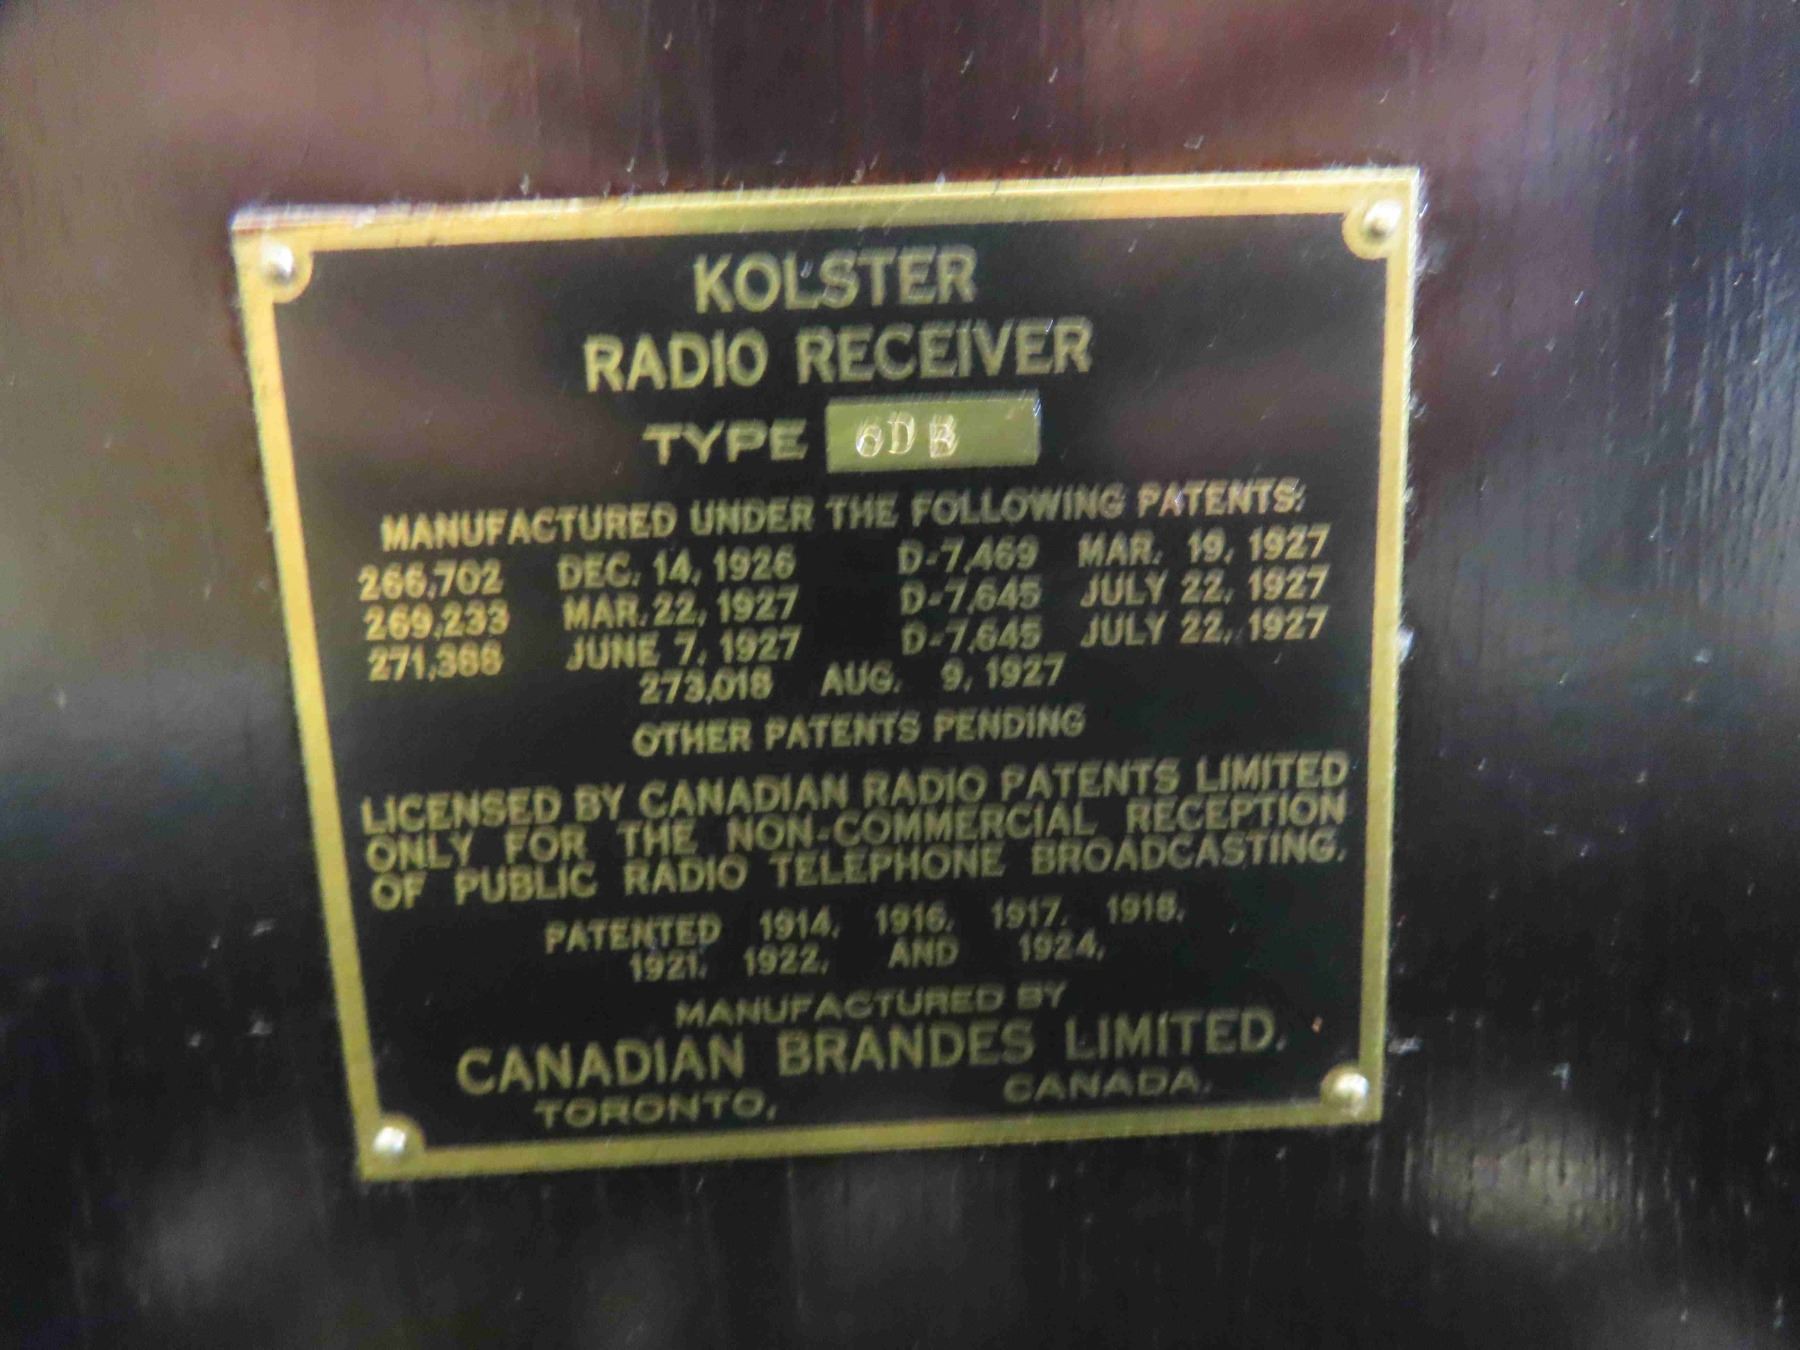 KOLSTER
RADIO RECEIVER
TYPE 6DB
MANUFACTURED UNDER THE FOLLOWING PATENTS:
266,702 DEC. 14, 1926 D-7,469 MAR. 19, 1927
269,233 MAR. 22, 1927 D-7,645 JULY 22, 1927
271,388 JUNE 7, 1927 D-7,645 JULY 22, 1927
273,018 AUG. 9, 1927
OTHER PATENTS PENDING
LICENSED BY CANADIAN RADIO PATENTS LIMITED
ONLY FOR THE NON-COMMERCIAL RECEPTION
OF PUBLIC RADIO TELEPHONE BROADCASTING.
PATENTED 1914, 1916, 1917, 1918,
1921, 1922, AND 1924,
MANUFACTURED BY
CANADIAN BRANDES LIMITED.
TORONTO, CANADA.